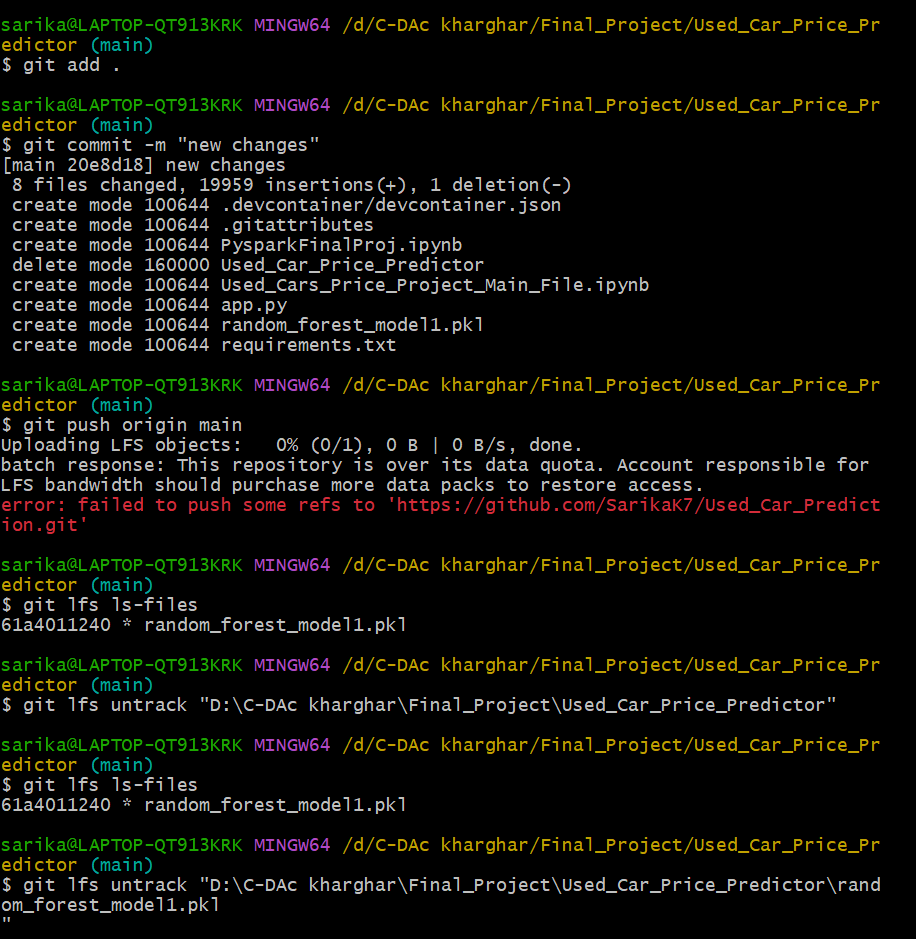 sarika@LAPTOP-QT913KRK MINGW64 /d/C-DAc kharghar/Final_Project/Used_Car_Price_Pr
edictor (main)
$ git add .
sarika@LAPTOP-QT913KRK MINGW64 /d/C-DAc kharghar/Final_Project/Used_Car_Price_Pr
edictor (main)
$ git commit -m "new changes"
[main 20e8d18] new changes
 8 files changed, 19959 insertions(+), 1 deletion(-)
 create mode 100644 .devcontainer/devcontainer.json
 create mode 100644 .gitattributes
 create mode 100644 PysparkFinalProj.ipynb
 delete mode 160000 Used_Car_Price_Predictor
 create mode 100644 Used_Cars_Price_Project_Main_File.ipynb
 create mode 100644 app.py
 create mode 100644 random_forest_model1.pkl
 create mode 100644 requirements.txt
sarika@LAPTOP-QT913KRK MINGW64 /d/C-DAc kharghar/Final_Project/Used_Car_Price_Pr
edictor (main)
$ git push origin main
Uploading LFS objects:   0% (0/1), 0 B | 0 B/s, done.
batch response: This repository is over its data quota. Account responsible for
LFS bandwidth should purchase more data packs to restore access.
error: failed to push some refs to 'https://github.com/SarikaK7/Used_Car_Predict
ion.git'
sarika@LAPTOP-QT913KRK MINGW64 /d/C-DAc kharghar/Final_Project/Used_Car_Price_Pr
edictor (main)
$ git lfs ls-files
61a4011240 * random_forest_model1.pkl
sarika@LAPTOP-QT913KRK MINGW64 /d/C-DAc kharghar/Final_Project/Used_Car_Price_Pr
edictor (main)
$ git lfs untrack "D:\C-DAc kharghar\Final_Project\Used_Car_Price_Predictor"
sarika@LAPTOP-QT913KRK MINGW64 /d/C-DAc kharghar/Final_Project/Used_Car_Price_Pr
edictor (main)
$ git lfs ls-files
61a4011240 * random_forest_model1.pkl
sarika@LAPTOP-QT913KRK MINGW64 /d/C-DAc kharghar/Final_Project/Used_Car_Price_Pr
edictor (main)
$ git lfs untrack "D:\C-DAc kharghar\Final_Project\Used_Car_Price_Predictor\rand
om_forest_model1.pkl
"